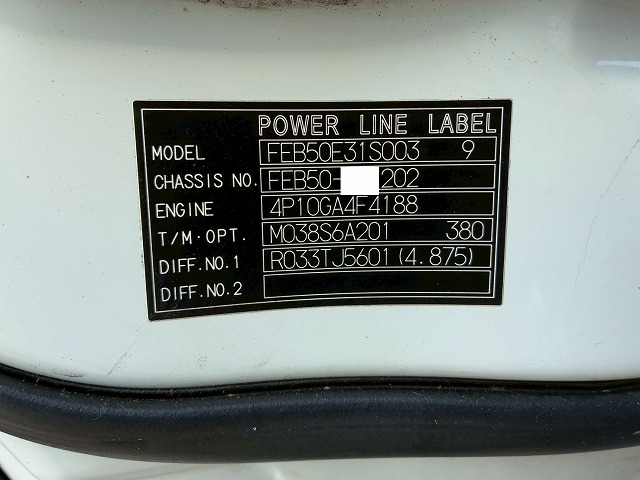 POWER LINE LABEL
MODEL FEB50E31S003 9
CHASSIS NO. FEB50- 202
ENGINE 4P10GA4F4188
T/M·OPT. M038S6A201 380
DIFF.NO.1 R033TJ5601 (4.875)
DIFF.NO.2